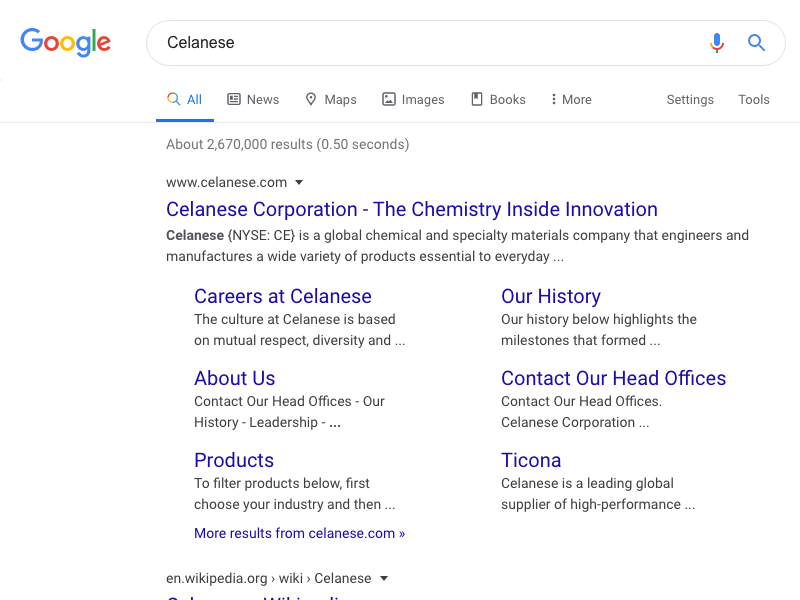 Google
Celanese
All
News
Maps
Images
Books
More
Settings
Tools
About 2,670,000 results (0.50 seconds)
www.celanese.com
Celanese Corporation - The Chemistry Inside Innovation
Celanese {NYSE: CE} is a global chemical and specialty materials company that engineers and
manufactures a wide variety of products essential to everyday ...
Careers at Celanese
The culture at Celanese is based
on mutual respect, diversity and ...
Our History
Our history below highlights the
milestones that formed ...
About Us
Contact Our Head Offices - Our
History - Leadership - ...
Contact Our Head Offices
Contact Our Head Offices.
Celanese Corporation ...
Products
To filter products below, first
choose your industry and then ...
Ticona
Celanese is a leading global
supplier of high-performance ...
More results from celanese.com »
en.wikipedia.org › wiki › Celanese